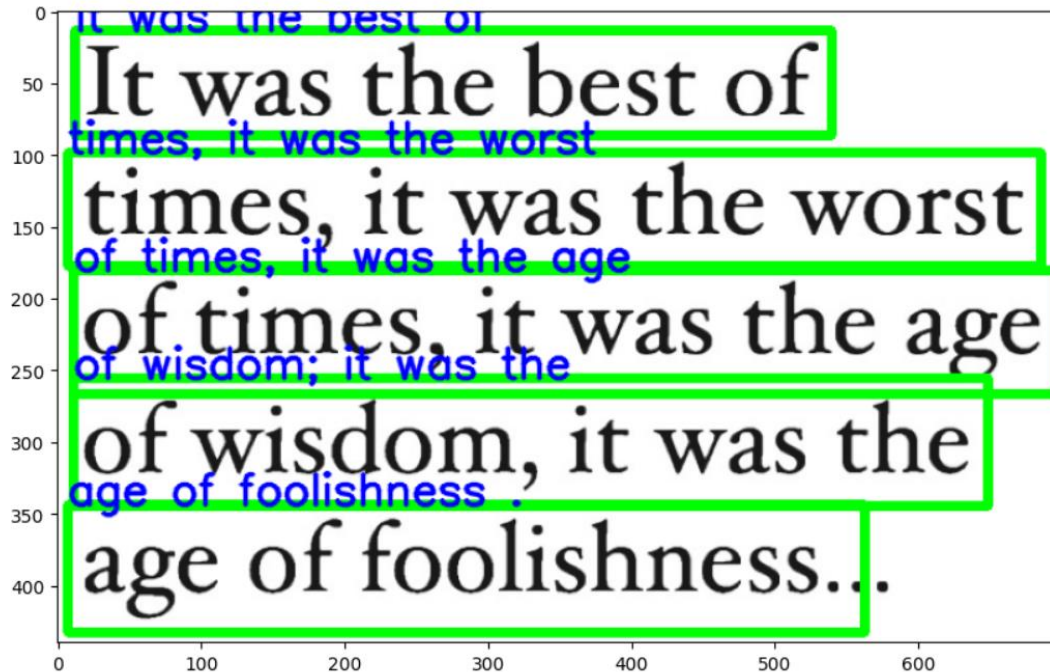 0
it was the best of
It was the best of
50
times, it was the worst
100
times, it was the worst
150
of times, it was the age
200
of times, it was the age
250
of wisdom; it was the
300
of wisdom, it was the
age of foolishness .
350
age of foolishness...
400
0 100 200 300 400 500 600